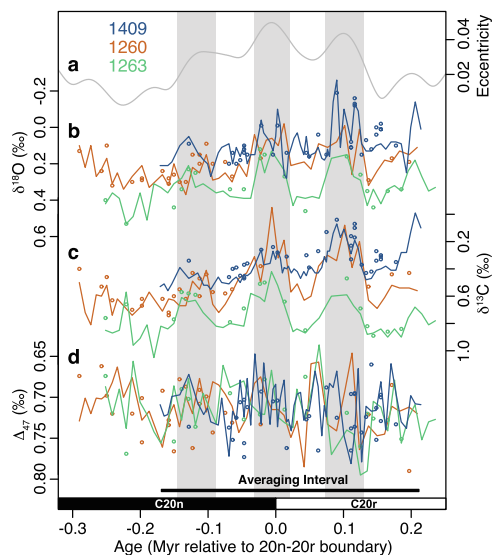 1409
1260
1263
a
b
c
d
0.04
0.02
Eccentricity
-0.2
0.0
0.2
0.4
0.6
δ¹⁸O (‰)
0.2
0.6
1.0
δ¹³C (‰)
0.65
0.70
0.75
0.80
Δ₄₇ (‰)
Averaging Interval
C20n C20r
-0.3 -0.2 -0.1 0.0 0.1 0.2
Age (Myr relative to 20n-20r boundary)